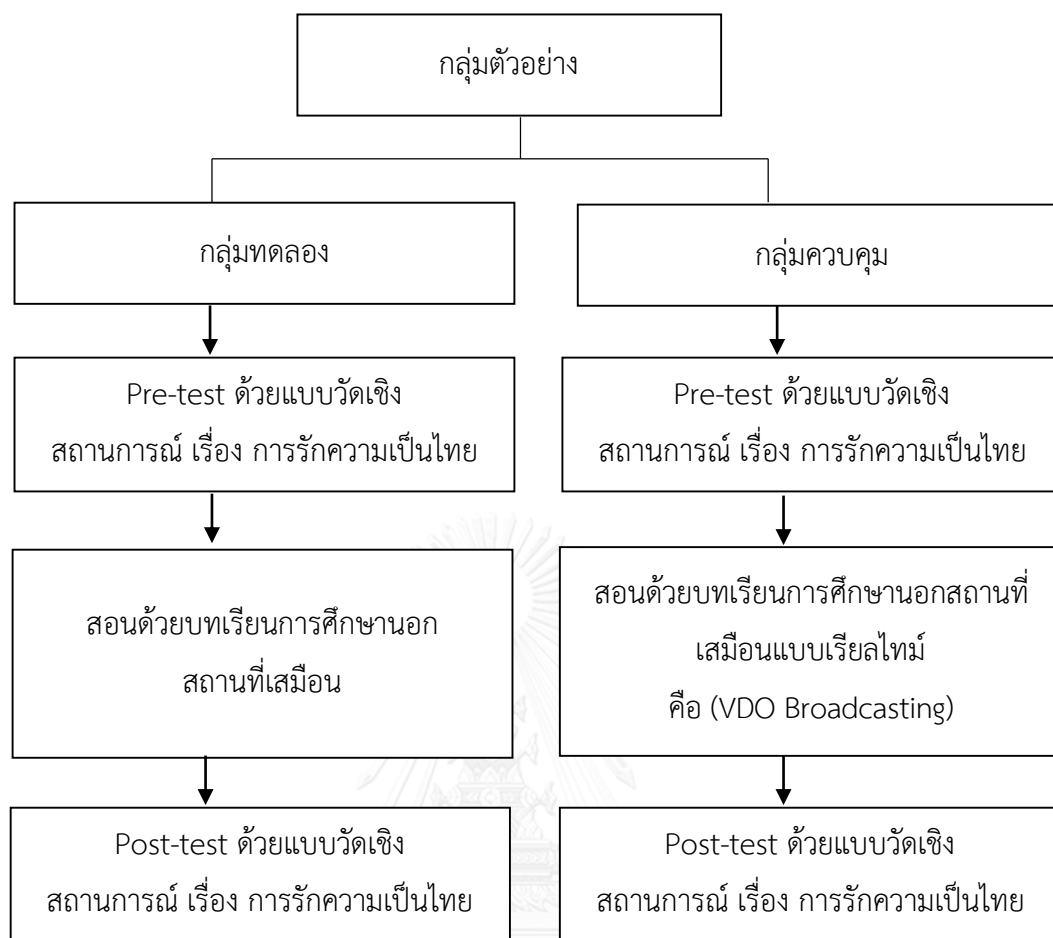 กลุ่มตัวอย่าง
กลุ่มทดลอง
กลุ่มควบคุม
Pre-test ด้วยแบบวัดเชิง
สถานการณ์ เรื่อง การรักความเป็นไทย
Pre-test ด้วยแบบวัดเชิง
สถานการณ์ เรื่อง การรักความเป็นไทย
สอนด้วยบทเรียนการศึกษานอก
สถานที่เสมือน
สอนด้วยบทเรียนการศึกษานอกสถานที่
เสมือนแบบเรียลไทม์
คือ (VDO Broadcasting)
Post-test ด้วยแบบวัดเชิง
สถานการณ์ เรื่อง การรักความเป็นไทย
Post-test ด้วยแบบวัดเชิง
สถานการณ์ เรื่อง การรักความเป็นไทย